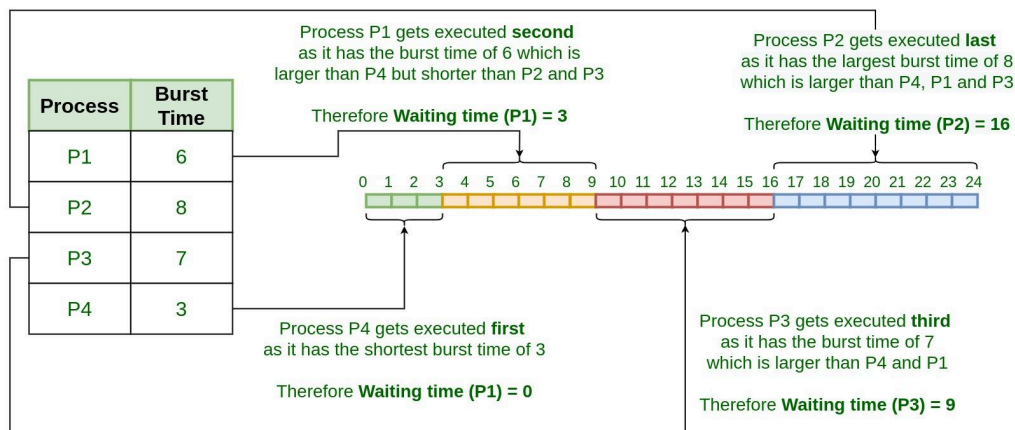 Process P1 gets executed second
as it has the burst time of 6 which is
larger than P4 but shorter than P2 and P3
Therefore Waiting time (P1) = 3
Process P2 gets executed last
as it has the largest burst time of 8
which is larger than P4, P1 and P3
Therefore Waiting time (P2) = 16
Process Burst Time
P1 6
P2 8
P3 7
P4 3
0 1 2 3 4 5 6 7 8 9 10 11 12 13 14 15 16 17 18 19 20 21 22 23 24
Process P4 gets executed first
as it has the shortest burst time of 3
Therefore Waiting time (P1) = 0
Process P3 gets executed third
as it has the burst time of 7
which is larger than P4 and P1
Therefore Waiting time (P3) = 9